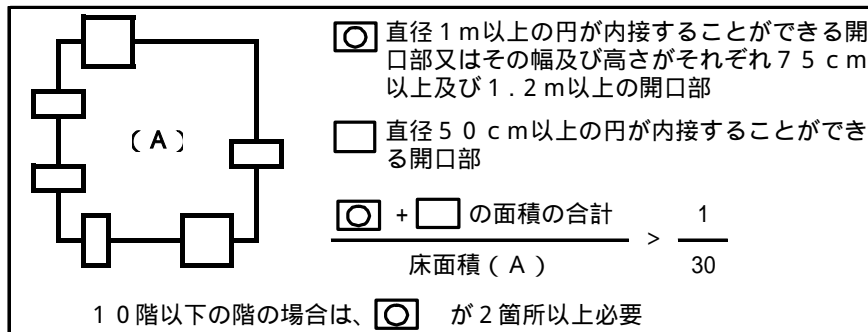 直径１m以上の円が内接することができる開
口部又はその幅及び高さがそれぞれ７５ｃｍ
以上及び１．２m以上の開口部
（Ａ）
直径５０ｃｍ以上の円が内接することができ
る開口部
+ の面積の合計
床面積（Ａ）
>
1
30
１０階以下の階の場合は、 が２箇所以上必要